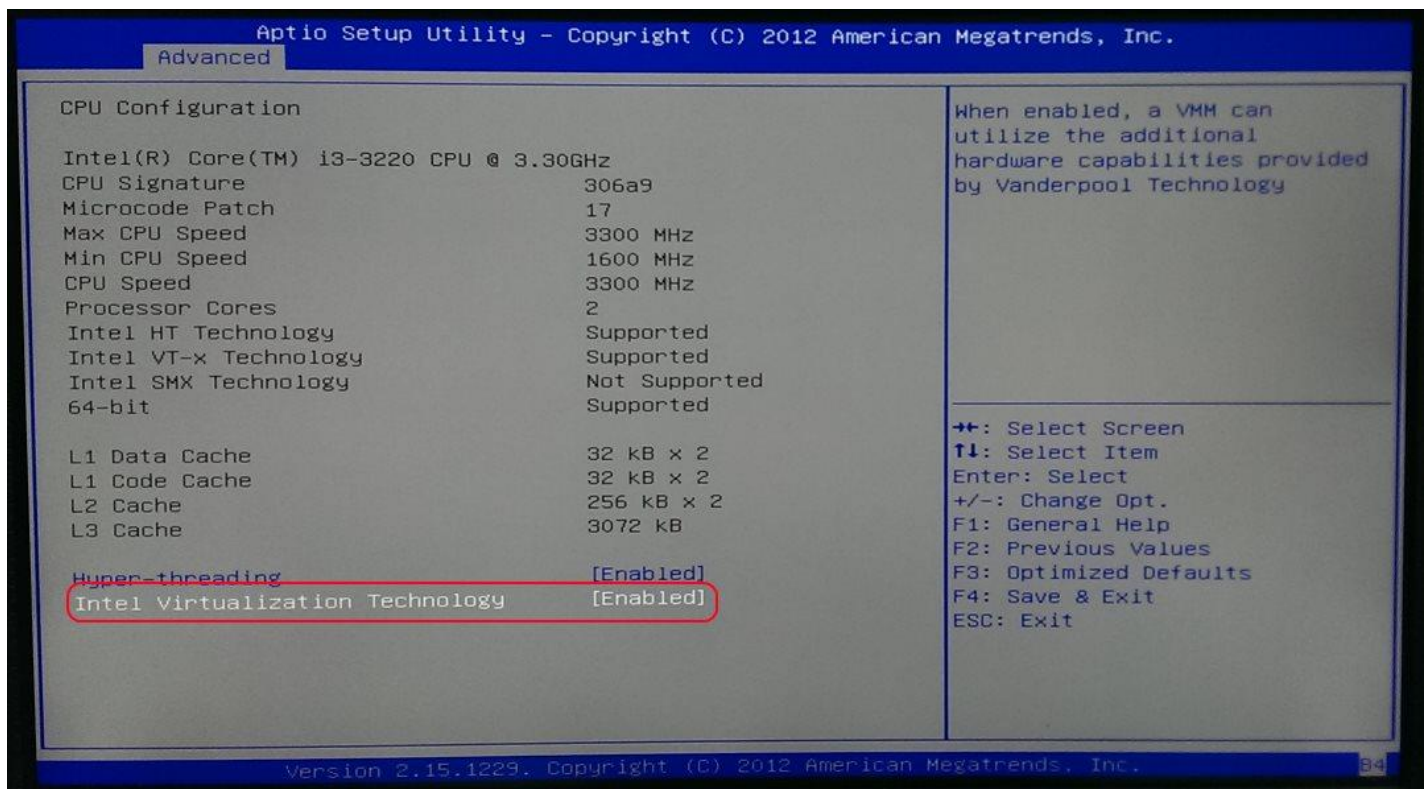 Aptio Setup Utility – Copyright (C) 2012 American Megatrends, Inc.
Advanced
CPU Configuration
Intel(R) Core(TM) i3-3220 CPU @ 3.30GHz
CPU Signature 306a9
Microcode Patch 17
Max CPU Speed 3300 MHz
Min CPU Speed 1600 MHz
CPU Speed 3300 MHz
Processor Cores 2
Intel HT Technology Supported
Intel VT-x Technology Supported
Intel SMX Technology Not Supported
64-bit Supported
L1 Data Cache 32 kB x 2
L1 Code Cache 32 kB x 2
L2 Cache 256 kB x 2
L3 Cache 3072 kB
Hyper-threading [Enabled]
Intel Virtualization Technology [Enabled]
When enabled, a VMM can
utilize the additional
hardware capabilities provided
by Vanderpool Technology
→←: Select Screen
↑↓: Select Item
Enter: Select
+/-: Change Opt.
F1: General Help
F2: Previous Values
F3: Optimized Defaults
F4: Save & Exit
ESC: Exit
Version 2.15.1229. Copyright (C) 2012 American Megatrends, Inc.
B4